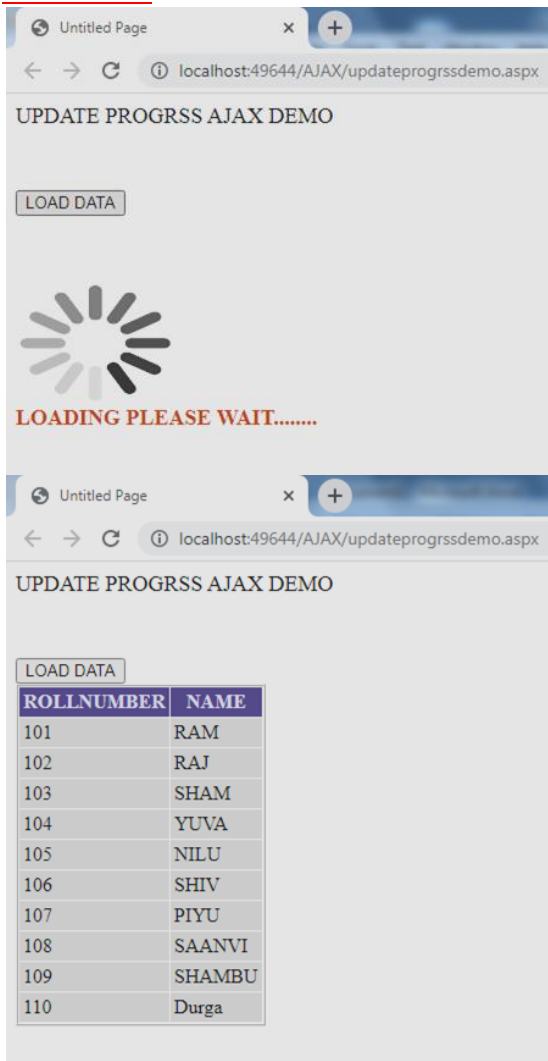 Untitled Page
localhost:49644/AJAX/updateprogrssdemo.aspx
UPDATE PROGRSS AJAX DEMO
LOAD DATA
LOADING PLEASE WAIT........
Untitled Page
localhost:49644/AJAX/updateprogrssdemo.aspx
UPDATE PROGRSS AJAX DEMO
LOAD DATA
ROLLNUMBER NAME
101 RAM
102 RAJ
103 SHAM
104 YUVA
105 NILU
106 SHIV
107 PIYU
108 SAANVI
109 SHAMBU
110 Durga